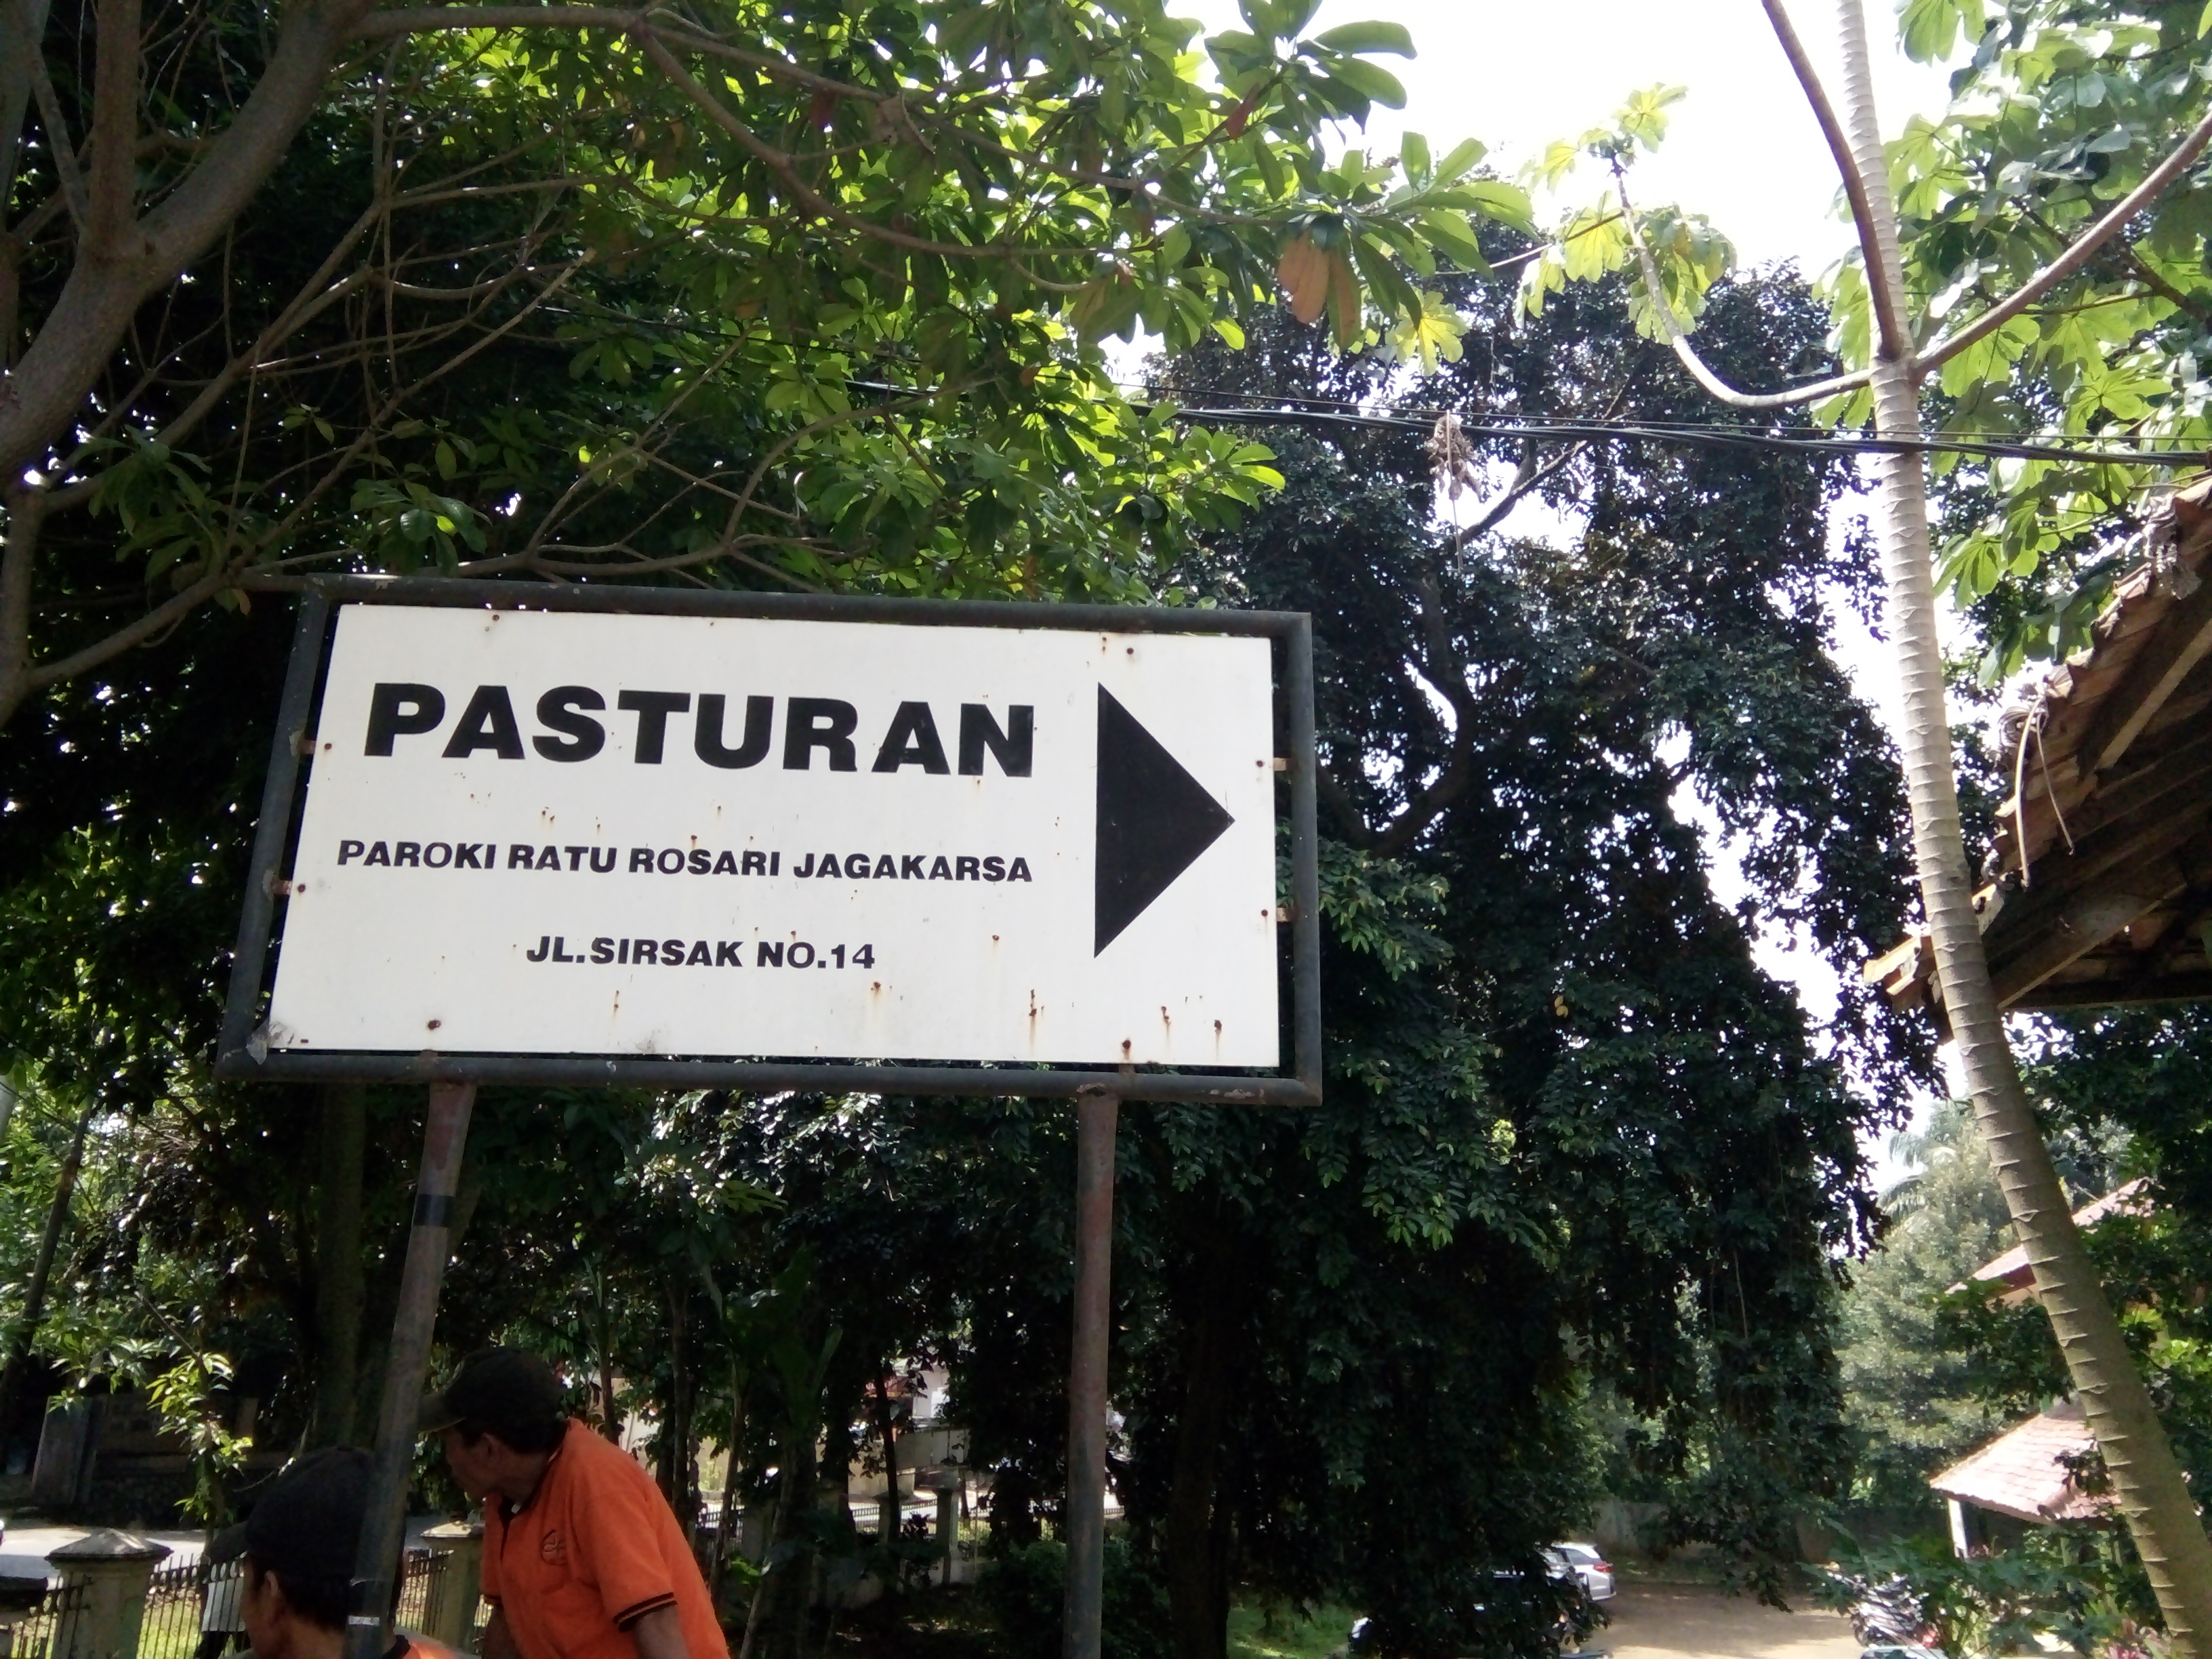 PASTURAN
PAROKI RATU ROSARI JAGAKARSA
JL.SIRSAK NO.14